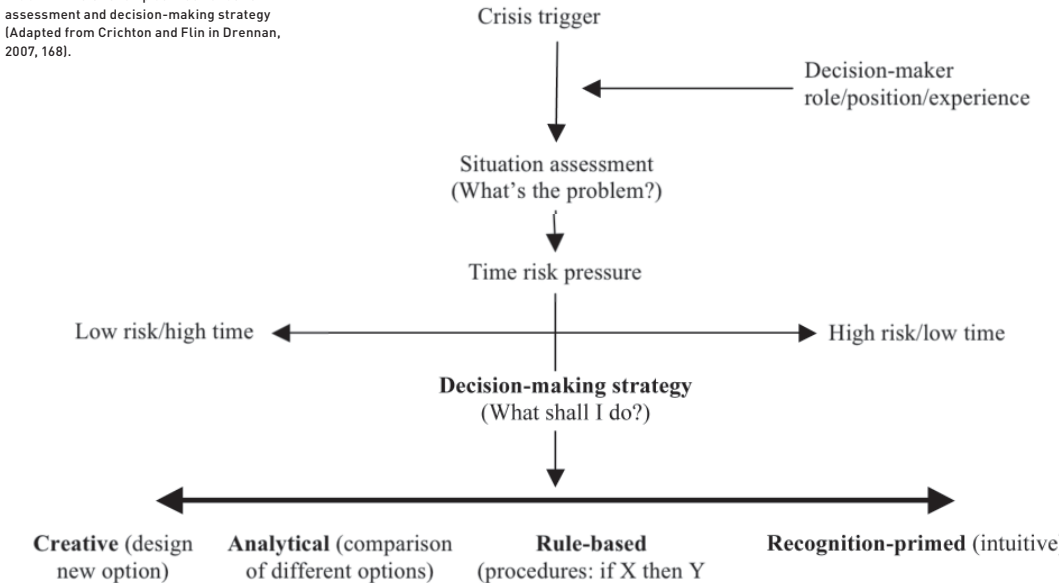 assessment and decision-making strategy
(Adapted from Crichton and Flin in Drennan,
2007, 168).
Crisis trigger
Decision-maker
role/position/experience
Situation assessment
(What's the problem?)
Time risk pressure
Low risk/high time
High risk/low time
Decision-making strategy
(What shall I do?)
Creative (design
new option)
Analytical (comparison
of different options)
Rule-based
(procedures: if X then Y
Recognition-primed (intuitive